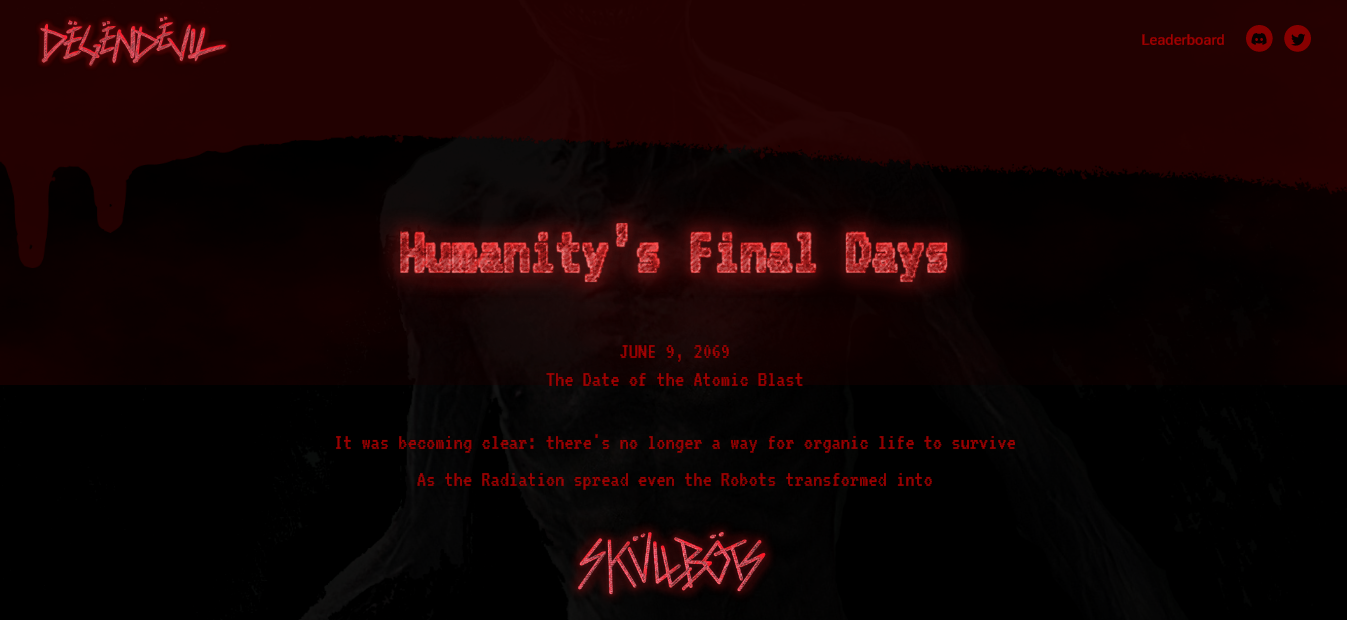 DËGËNDËVIL
Leaderboard
Humanity's Final Days
JUNE 9, 2069
The Date of the Atomic Blast
It was becoming clear: there's no longer a way for organic life to survive
As the Radiation spread even the Robots transformed into
SKÜLLBÖTS